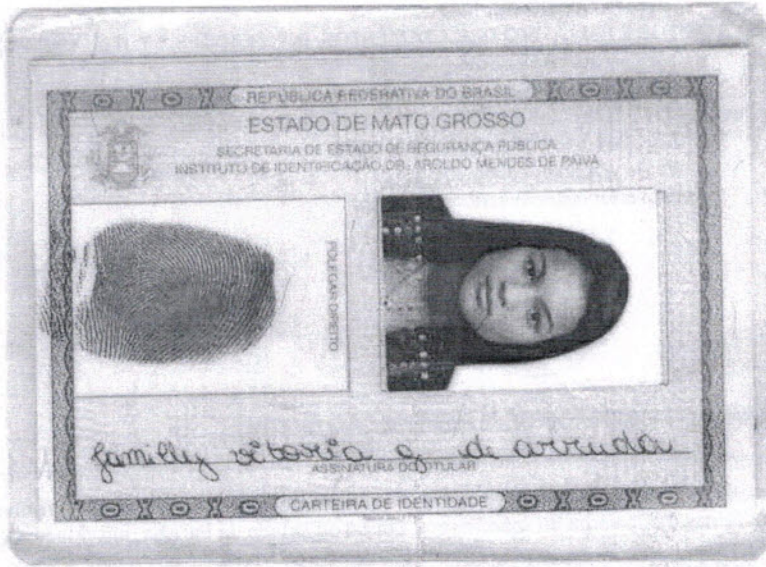 REPÚBLICA FEDERATIVA DO BRASIL
ESTADO DE MATO GROSSO
SECRETARIA DE ESTADO DE SEGURANÇA PÚBLICA
INSTITUTO DE IDENTIFICAÇÃO DR. AROLDO MENDES DE PAIVA
POLEGAR DIREITO
familly vitoria g de arruda
ASSINATURA DO TITULAR
CARTEIRA DE IDENTIDADE